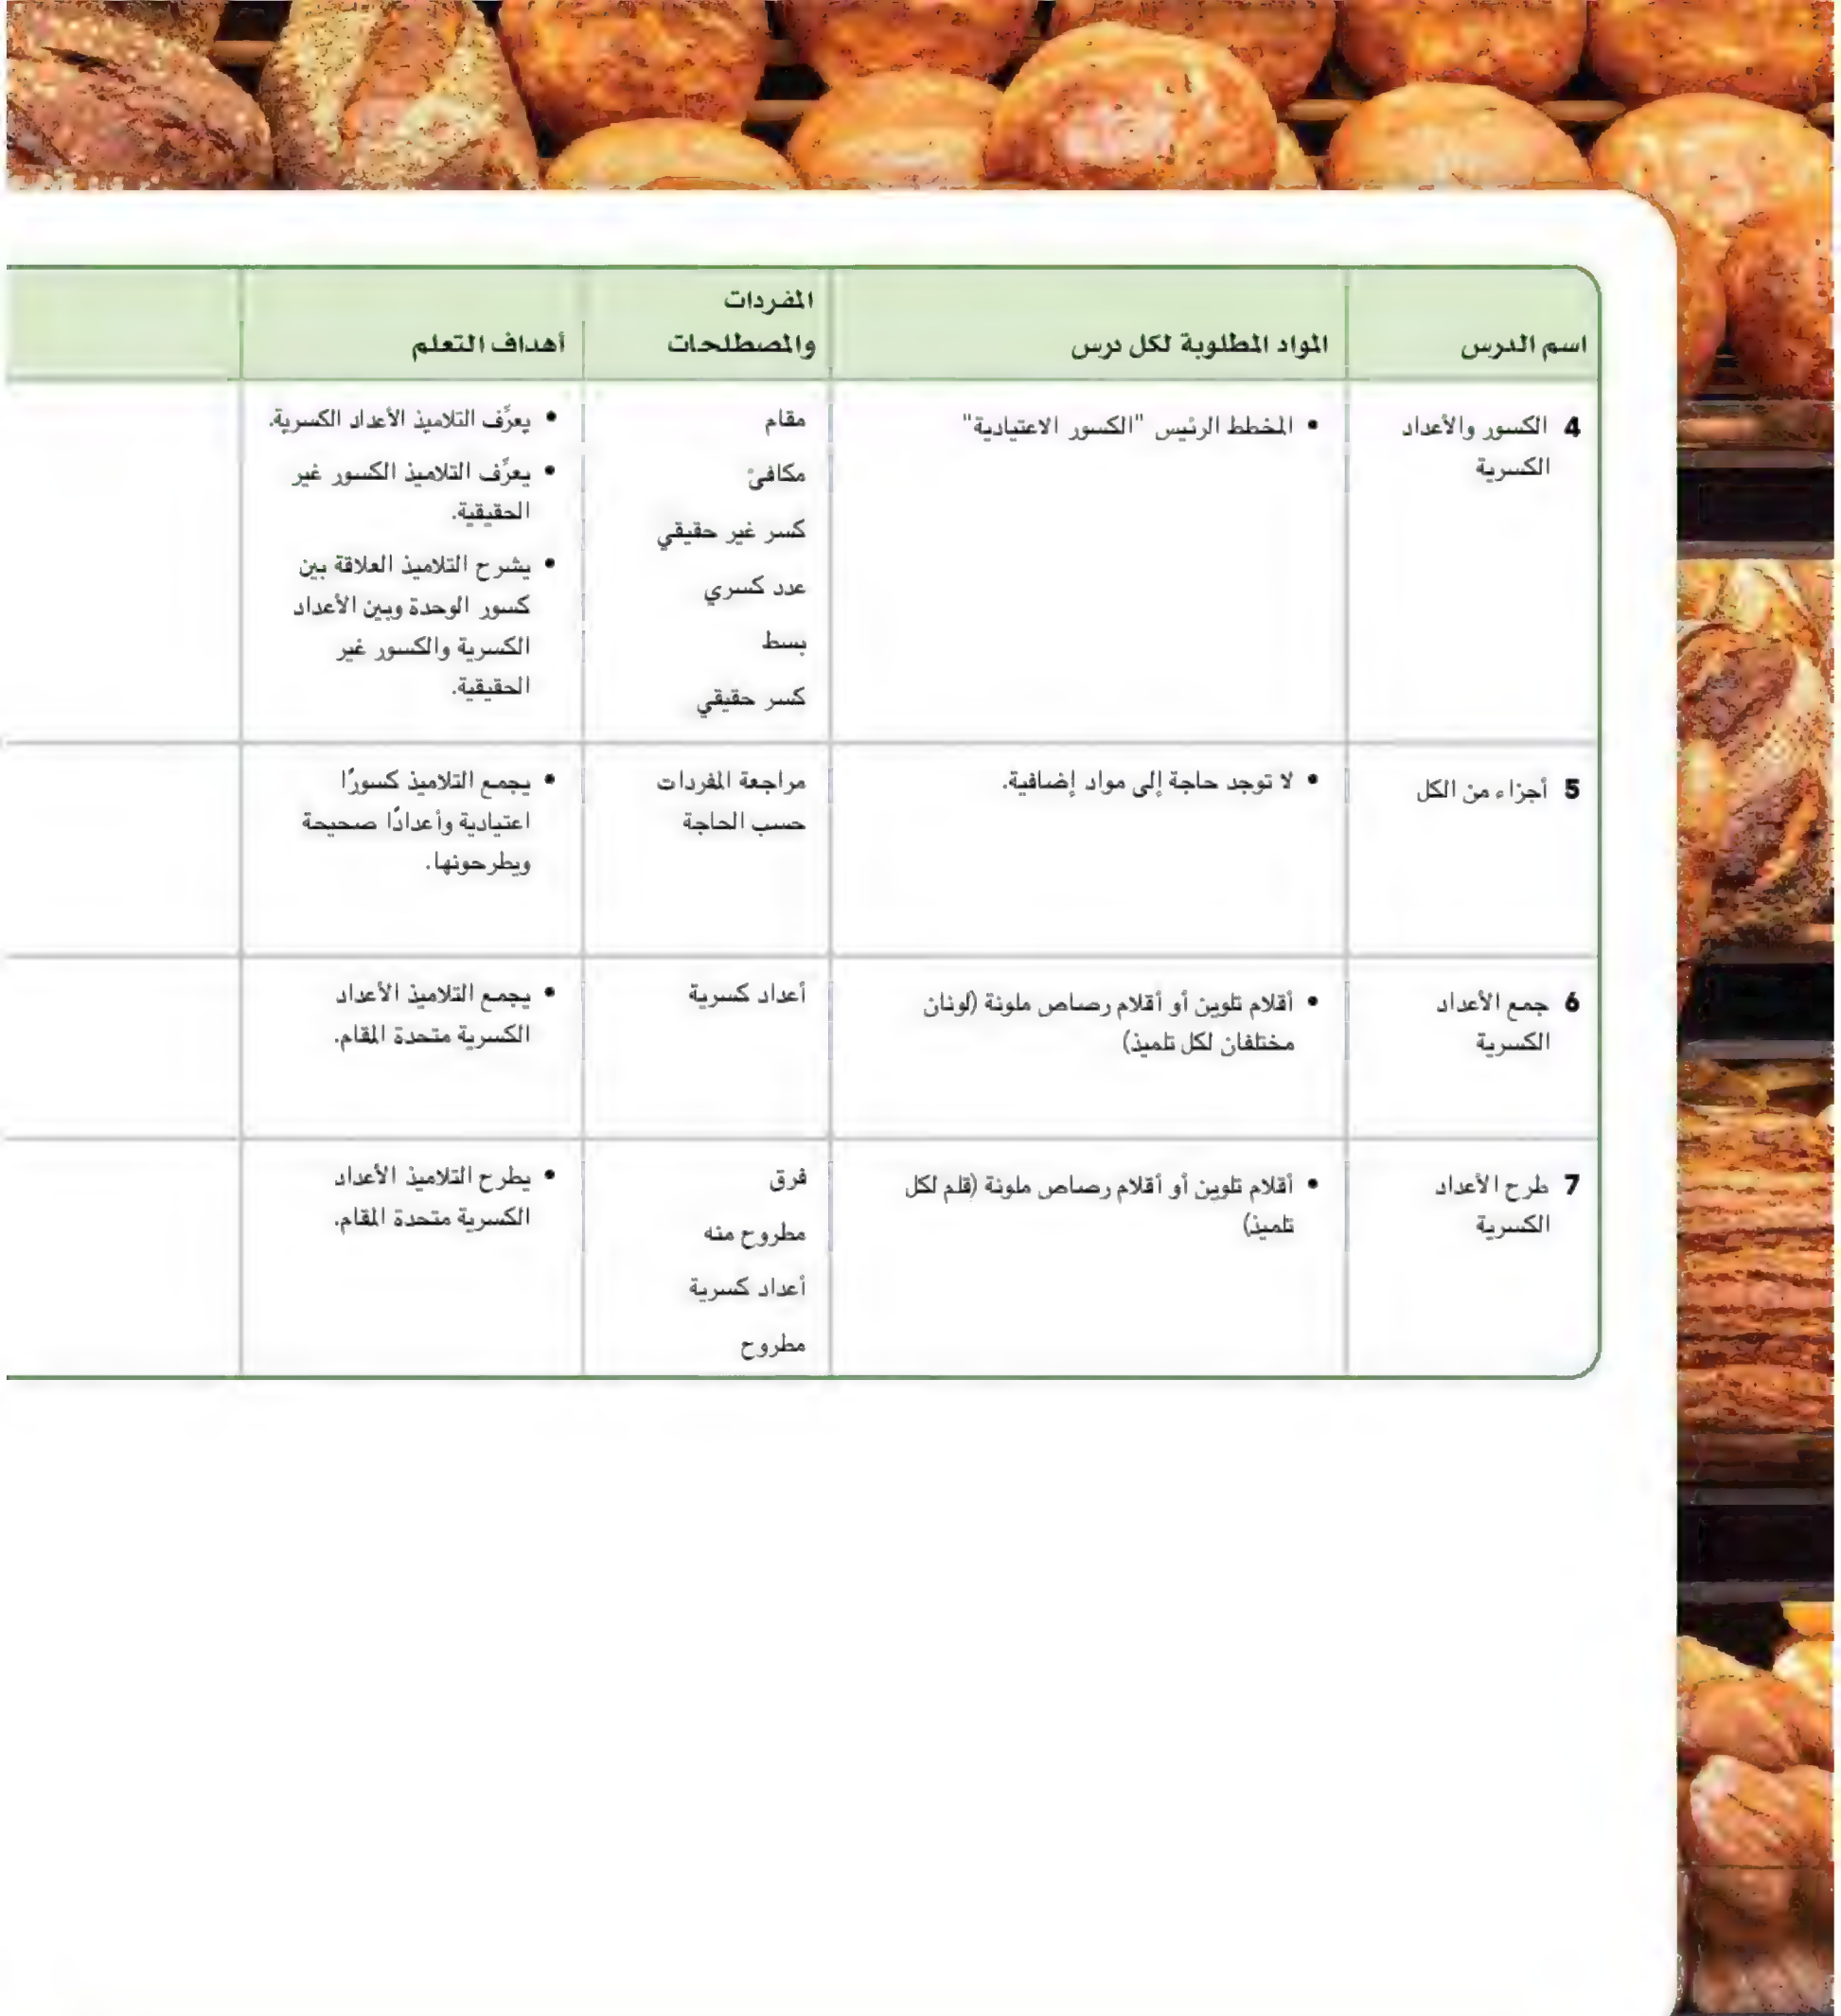 اسم الدرس
المواد المطلوبة لكل درس
المفردات
والمصطلحات
أهداف التعلم
4 الكسور والأعداد
الكسرية
• المخطط الرئيس "الكسور الاعتيادية"
مقام
مكافئ
كسر غير حقيقي
عدد كسري
بسط
كسر حقيقي
• يعرِّف التلاميذ الأعداد الكسرية.
• يعرِّف التلاميذ الكسور غير
الحقيقية.
• يشرح التلاميذ العلاقة بين
كسور الوحدة وبين الأعداد
الكسرية والكسور غير
الحقيقية.
5 أجزاء من الكل
• لا توجد حاجة إلى مواد إضافية.
مراجعة المفردات
حسب الحاجة
• يجمع التلاميذ كسورًا
اعتيادية وأعدادًا صحيحة
ويطرحونها.
6 جمع الأعداد
الكسرية
• أقلام تلوين أو أقلام رصاص ملونة (لونان
مختلفان لكل تلميذ)
أعداد كسرية
• يجمع التلاميذ الأعداد
الكسرية متحدة المقام.
7 طرح الأعداد
الكسرية
• أقلام تلوين أو أقلام رصاص ملونة (قلم لكل
تلميذ)
فرق
مطروح منه
أعداد كسرية
مطروح
• يطرح التلاميذ الأعداد
الكسرية متحدة المقام.